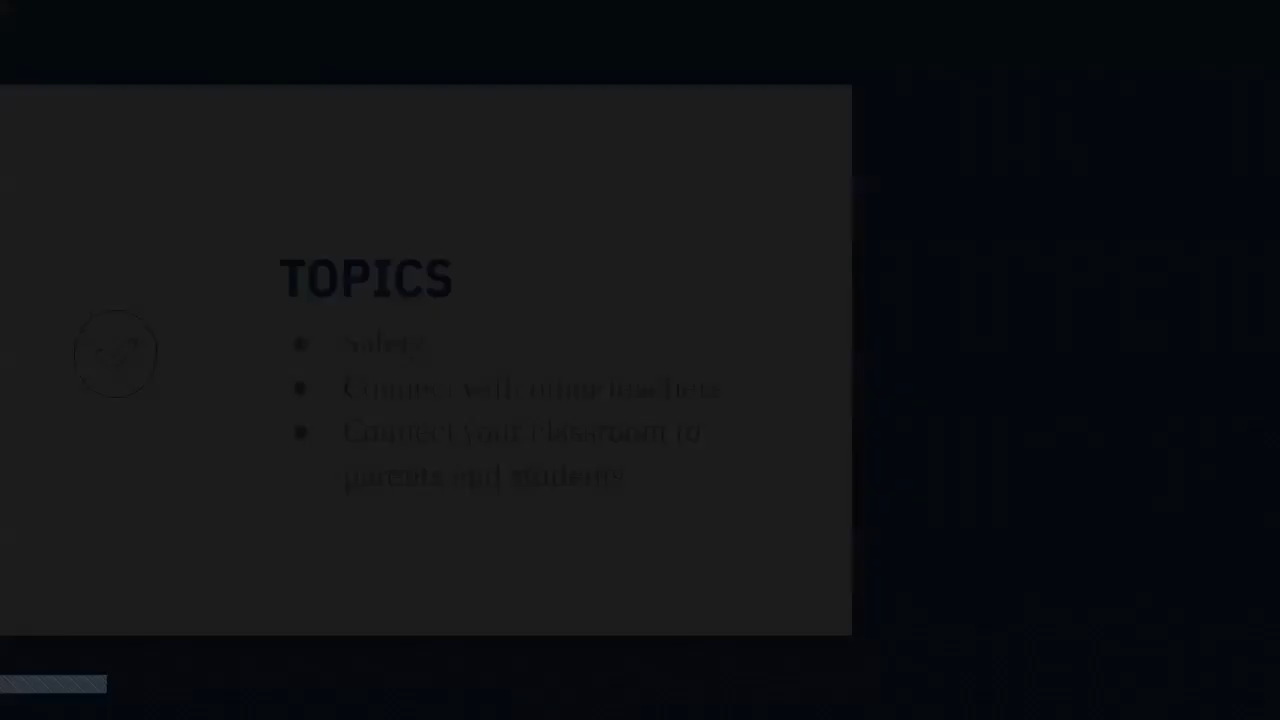 TOPICS
● Safety
● Connect with other teachers
● Connect your classroom to
parents and students